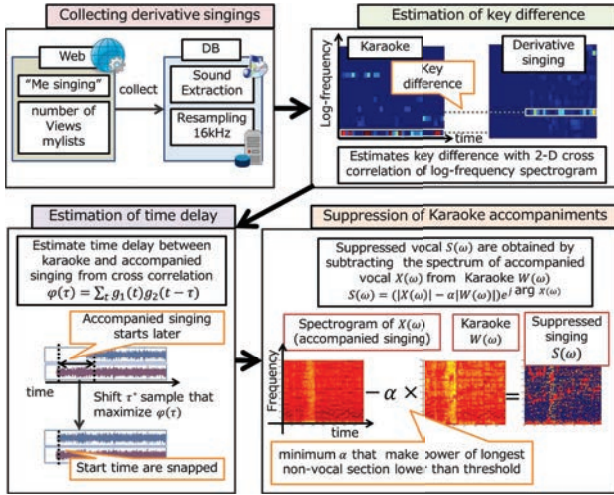 Collecting derivative singings
Web
"Me singing"
number of
Views
mylists
collect
DB
Sound
Extraction
Resampling
16kHz
Estimation of key difference
Log-frequency
Karaoke
Key
difference
Derivative
singing
time
Estimates key difference with 2-D cross
correlation of log-frequency spectrogram
Estimation of time delay
Estimate time delay between
karaoke and accompanied
singing from cross correlation
φ(τ) = ∑ₜ g₁(t)g₂(t − τ)
Accompanied singing
starts later
time
Shift τ* sample that
maximize φ(τ)
Start time are snapped
Suppression of Karaoke accompaniments
Suppressed vocal S(ω) are obtained by
subtracting the spectrum of accompanied
vocal X(ω) from Karaoke W(ω)
S(ω) = (|X(ω)| − α|W(ω)|)e^{j arg X(ω)}
Spectrogram of X(ω)
(accompanied singing)
Karaoke
W(ω)
Suppressed
singing
S(ω)
Frequency
− α ×
=
time
minimum α that make power of longest
non-vocal section lower than threshold